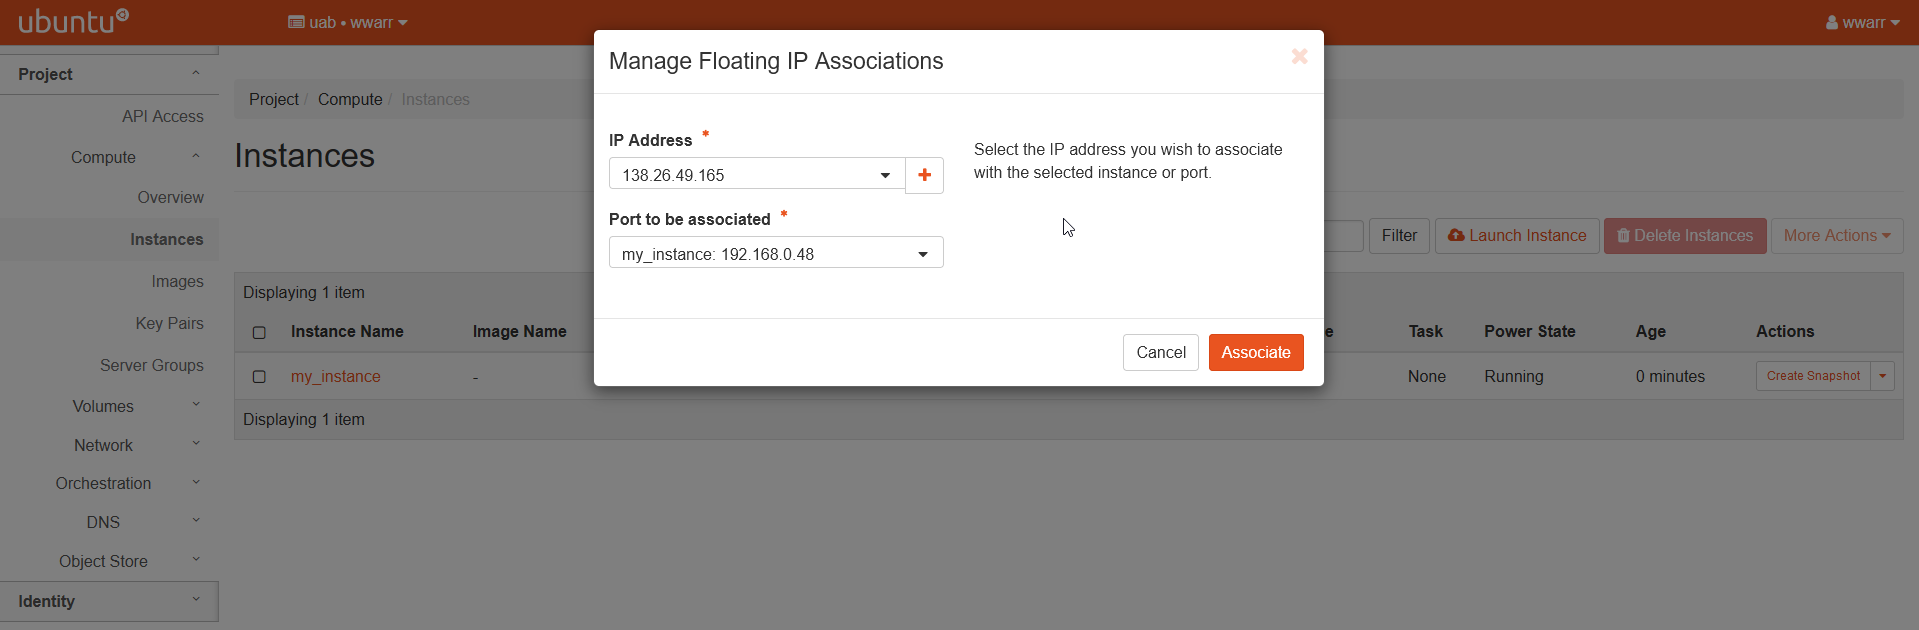 ubuntu
uab • wwarr
wwarr
Project
API Access
Compute
Overview
Instances
Images
Key Pairs
Server Groups
Volumes
Network
Orchestration
DNS
Object Store
Identity
Project / Compute / Instances
Instances
Filter
Launch Instance
Delete Instances
More Actions
Displaying 1 item
Instance Name Image Name e Task Power State Age Actions
my_instance - None Running 0 minutes Create Snapshot
Displaying 1 item
Manage Floating IP Associations
IP Address *
138.26.49.165
Port to be associated *
my_instance: 192.168.0.48
Select the IP address you wish to associate
with the selected instance or port.
Cancel
Associate